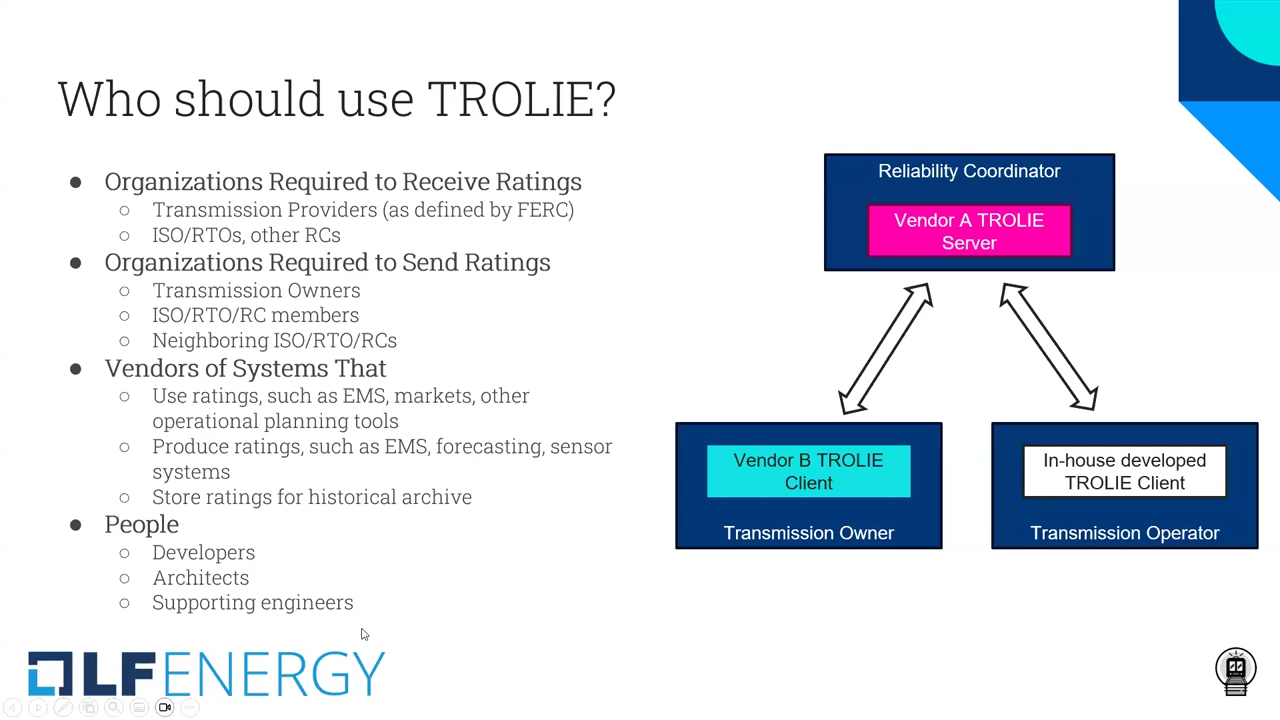 Who should use TROLIE?
● Organizations Required to Receive Ratings
○ Transmission Providers (as defined by FERC)
○ ISO/RTOs, other RCs
● Organizations Required to Send Ratings
○ Transmission Owners
○ ISO/RTO/RC members
○ Neighboring ISO/RTO/RCs
● Vendors of Systems That
○ Use ratings, such as EMS, markets, other
operational planning tools
○ Produce ratings, such as EMS, forecasting, sensor
systems
○ Store ratings for historical archive
● People
○ Developers
○ Architects
○ Supporting engineers
Reliability Coordinator
Vendor A TROLIE
Server
Vendor B TROLIE
Client
Transmission Owner
In-house developed
TROLIE Client
Transmission Operator
LF ENERGY